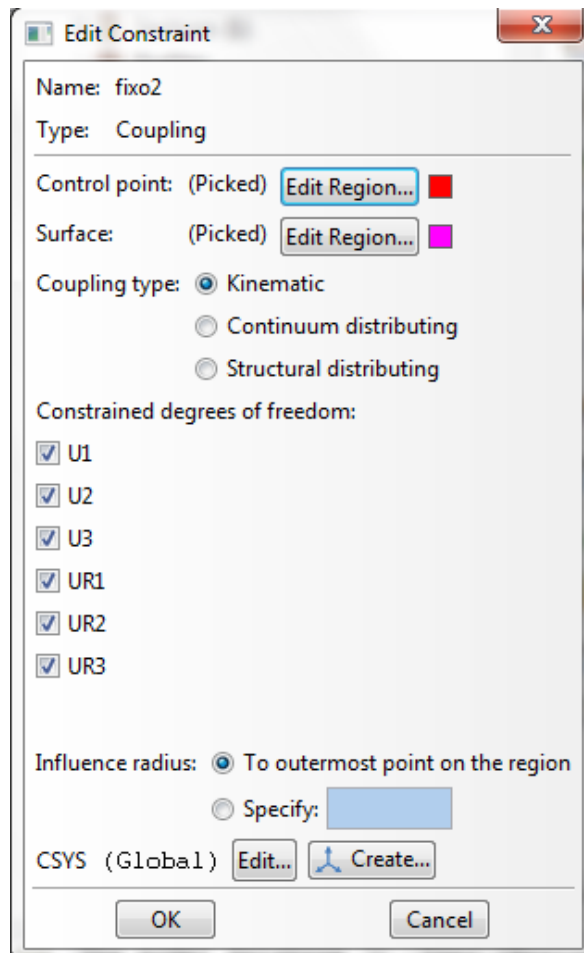 Edit Constraint
Name: fixo2
Type: Coupling
Control point: (Picked) Edit Region...
Surface: (Picked) Edit Region...
Coupling type: Kinematic
Continuum distributing
Structural distributing
Constrained degrees of freedom:
U1
U2
U3
UR1
UR2
UR3
Influence radius: To outermost point on the region
Specify:
CSYS (Global) Edit... Create...
OK Cancel